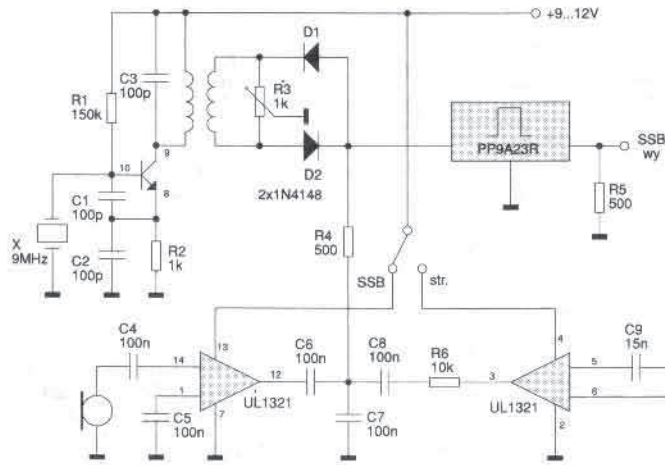 +9...12V
D1
C3
100p
R1
150k
R3
1k
PP9A23R
SSB
wy
9
10
8
D2
2x1N4148
C1
100p
R5
500
X
9MHz
C2
100p
R2
1k
R4
500
SSB
str.
C4
100n
13
C6
100n
C8
100n
R6
10k
4
C9
15n
14
12
3
5
1
6
UL1321
UL1321
C5
100n
7
C7
100n
2